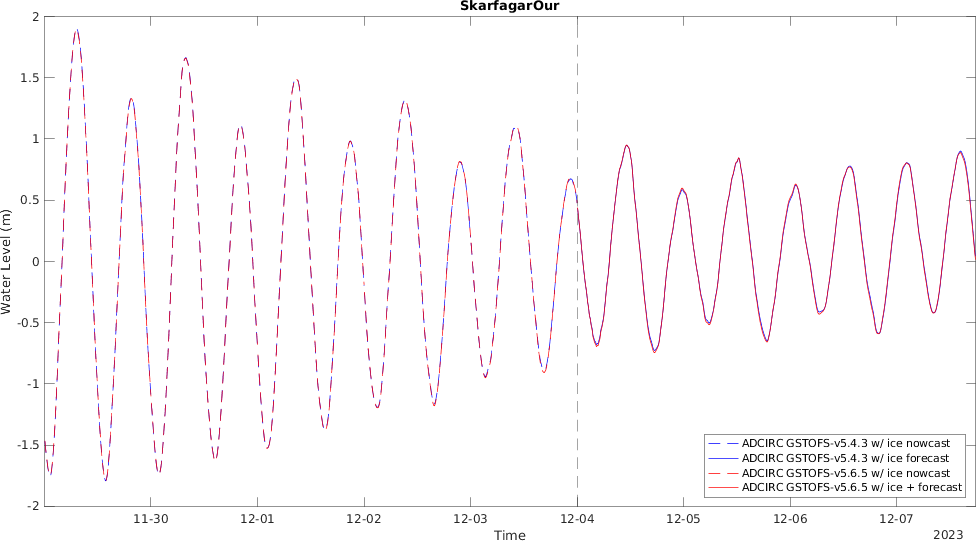 SkarfagarOur
2
1.5
1
0.5
0
-0.5
-1
-1.5
-2
Water Level (m)
11-30
12-01
12-02
12-03
12-04
12-05
12-06
12-07
Time
2023
ADCIRC GSTOFS-v5.4.3 w/ ice nowcast
ADCIRC GSTOFS-v5.4.3 w/ ice forecast
ADCIRC GSTOFS-v5.6.5 w/ ice nowcast
ADCIRC GSTOFS-v5.6.5 w/ ice + forecast